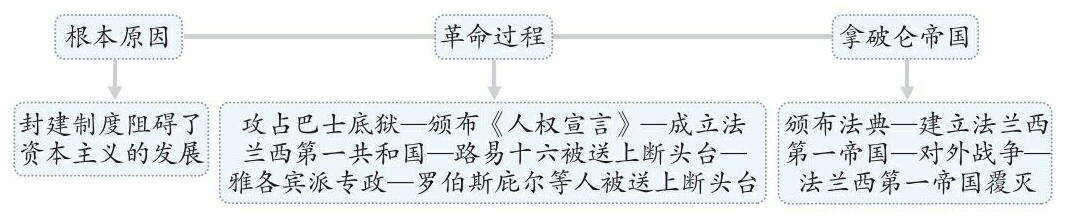 根本原因
革命过程
拿破仑帝国
封建制度阻碍了
资本主义的发展
攻占巴士底狱—颁布《人权宣言》—成立法
兰西第一共和国—路易十六被送上断头台—
雅各宾派专政—罗伯斯庇尔等人被送上断头台
颁布法典—建立法兰西
第一帝国—对外战争—
法兰西第一帝国覆灭